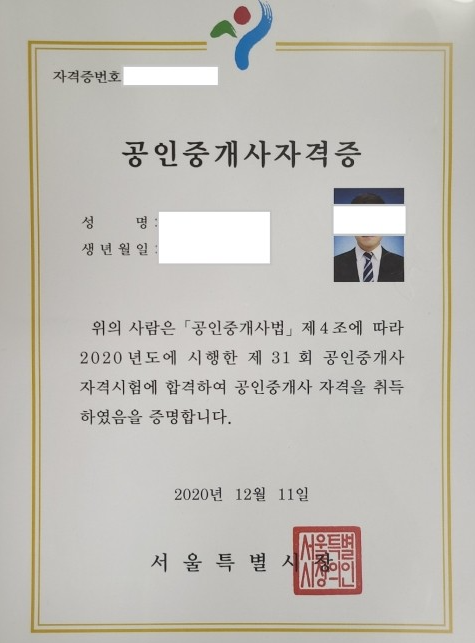 자격증번호
공인중개사자격증
성 명 :
생년월일 :
위의 사람은 「공인중개사법」 제4조에 따라
2020년도에 시행한 제31회 공인중개사
자격시험에 합격하여 공인중개사 자격을 취득
하였음을 증명합니다.
2020년 12월 11일
서울특별시장
서울특별
시장의인